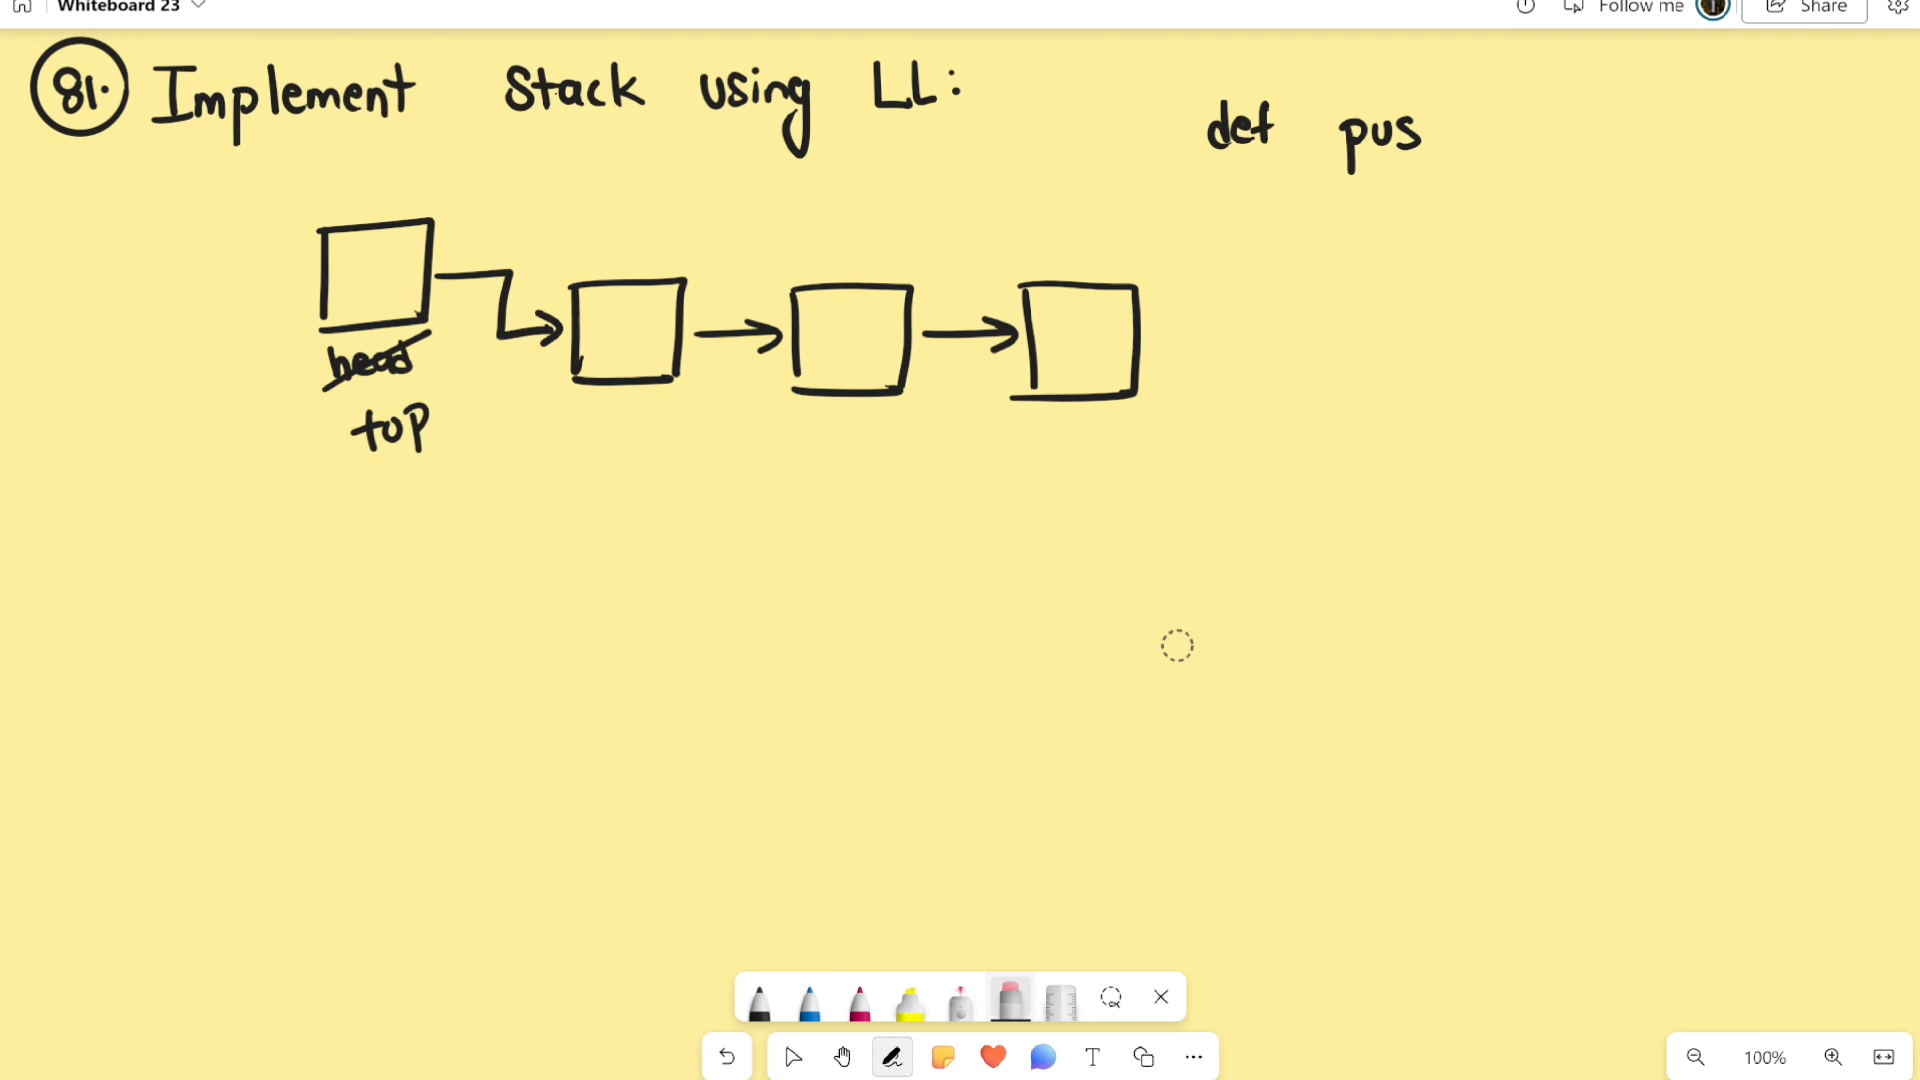 Whiteboard 23
Follow me
Share
81. Implement Stack using LL:
def pus
head
top
100%